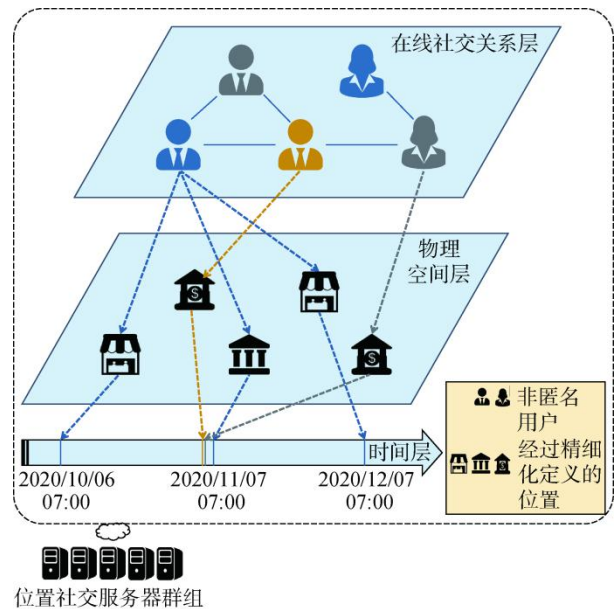 在线社交关系层
物理
空间层
时间层
2020/10/06
07:00
2020/11/07
07:00
2020/12/07
07:00
非匿名
用户
经过精细
化定义的
位置
位置社交服务器群组